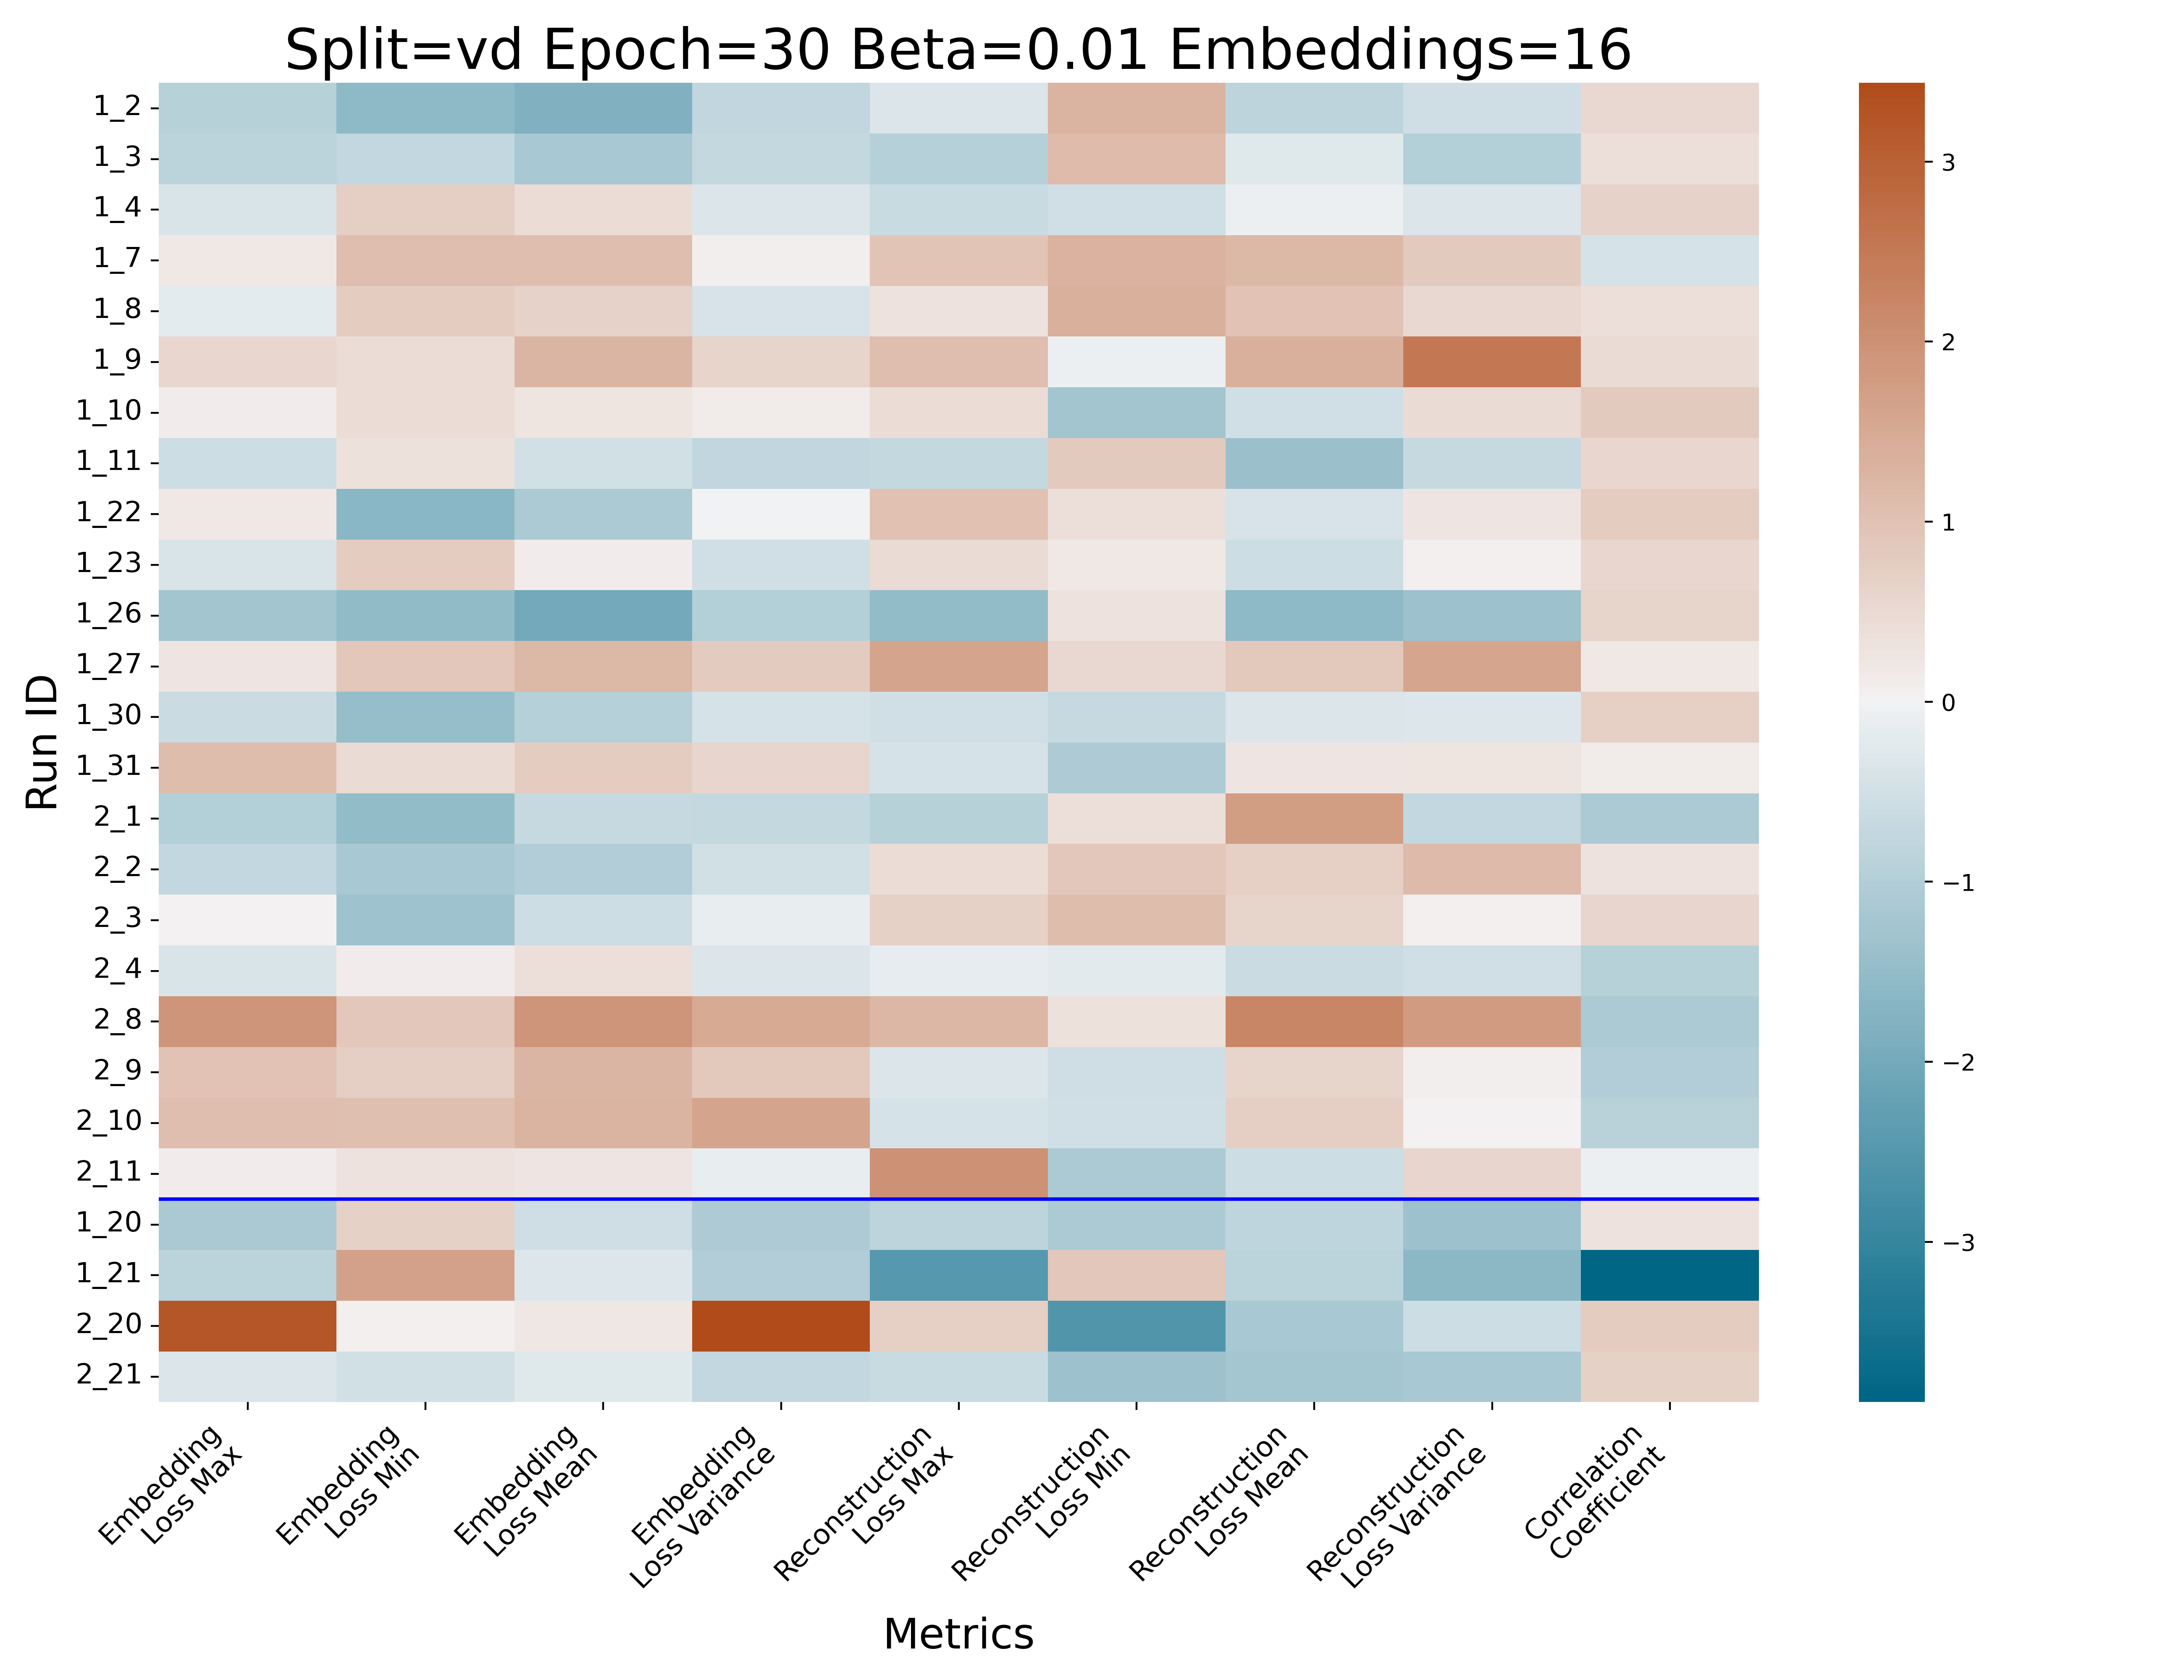 Split=vd Epoch=30 Beta=0.01 Embeddings=16
Run ID
1_2
1_3
1_4
1_7
1_8
1_9
1_10
1_11
1_22
1_23
1_26
1_27
1_30
1_31
2_1
2_2
2_3
2_4
2_8
2_9
2_10
2_11
1_20
1_21
2_20
2_21
Embedding
Loss Max
Embedding
Loss Min
Embedding
Loss Mean
Embedding
Loss Variance
Reconstruction
Loss Max
Reconstruction
Loss Min
Reconstruction
Loss Mean
Reconstruction
Loss Variance
Correlation
Coefficient
Metrics
3
2
1
0
−1
−2
−3